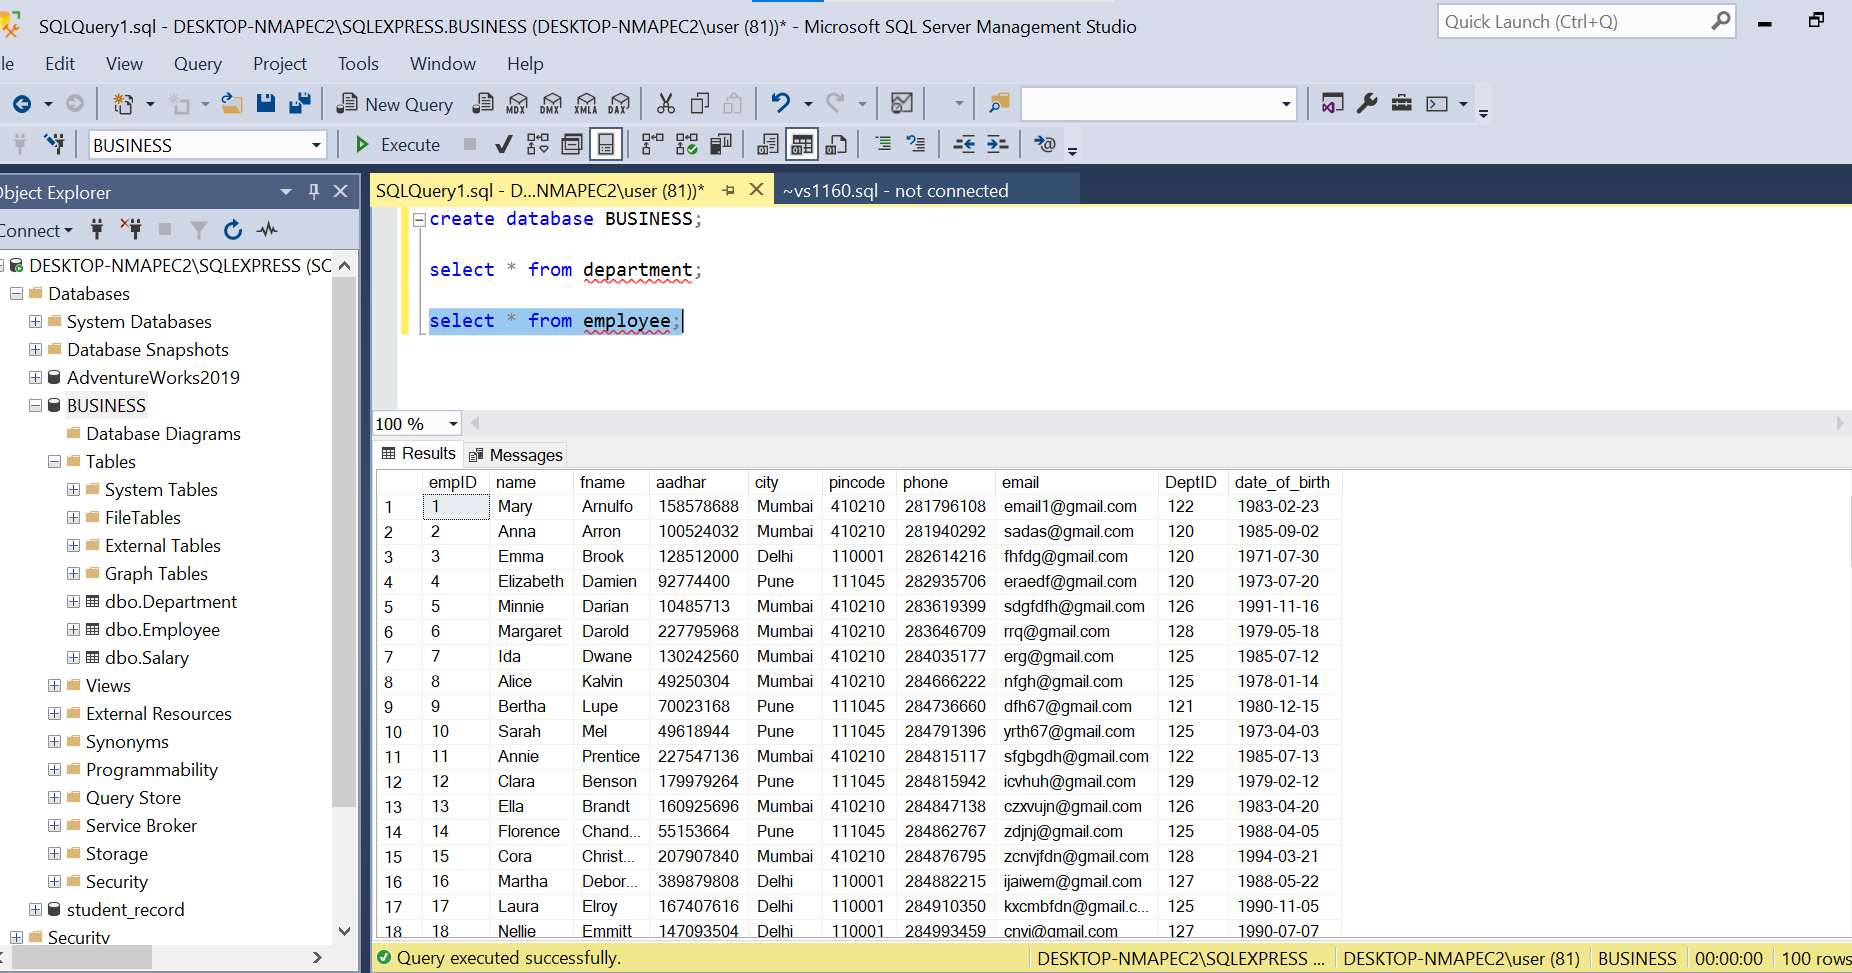 SQLQuery1.sql - DESKTOP-NMAPEC2\SQLEXPRESS.BUSINESS (DESKTOP-NMAPEC2\user (81))* - Microsoft SQL Server Management Studio
Quick Launch (Ctrl+Q)
le Edit View Query Project Tools Window Help
New Query MDX DMX XMLA DAX
BUSINESS Execute
Object Explorer
SQLQuery1.sql - D...NMAPEC2\user (81))* ~vs1160.sql - not connected
Connect
DESKTOP-NMAPEC2\SQLEXPRESS (SC
Databases
System Databases
Database Snapshots
AdventureWorks2019
BUSINESS
Database Diagrams
Tables
System Tables
FileTables
External Tables
Graph Tables
dbo.Department
dbo.Employee
dbo.Salary
Views
External Resources
Synonyms
Programmability
Query Store
Service Broker
Storage
Security
student_record
Security
create database BUSINESS;
select * from department;
select * from employee;
100 %
Results Messages
empID name fname aadhar city pincode phone email DeptID date_of_birth
1 1 Mary Arnulfo 158578688 Mumbai 410210 281796108 email1@gmail.com 122 1983-02-23
2 2 Anna Arron 100524032 Mumbai 410210 281940292 sadas@gmail.com 120 1985-09-02
3 3 Emma Brook 128512000 Delhi 110001 282614216 fhfdg@gmail.com 120 1971-07-30
4 4 Elizabeth Damien 92774400 Pune 111045 282935706 eraedf@gmail.com 120 1973-07-20
5 5 Minnie Darian 10485713 Mumbai 410210 283619399 sdgfdfh@gmail.com 126 1991-11-16
6 6 Margaret Darold 227795968 Mumbai 410210 283646709 rrq@gmail.com 128 1979-05-18
7 7 Ida Dwane 130242560 Mumbai 410210 284035177 erg@gmail.com 125 1985-07-12
8 8 Alice Kalvin 49250304 Mumbai 410210 284666222 nfgh@gmail.com 125 1978-01-14
9 9 Bertha Lupe 70023168 Pune 111045 284736660 dfh67@gmail.com 121 1980-12-15
10 10 Sarah Mel 49618944 Pune 111045 284791396 yrth67@gmail.com 125 1973-04-03
11 11 Annie Prentice 227547136 Mumbai 410210 284815117 sfgbgdh@gmail.com 122 1985-07-13
12 12 Clara Benson 179979264 Pune 111045 284815942 icvhuh@gmail.com 129 1979-02-12
13 13 Ella Brandt 160925696 Mumbai 410210 284847138 czxvujn@gmail.com 126 1983-04-20
14 14 Florence Chand... 55153664 Pune 111045 284862767 zdjnj@gmail.com 125 1988-04-05
15 15 Cora Christ... 207907840 Mumbai 410210 284876795 zcnvjfdn@gmail.com 128 1994-03-21
16 16 Martha Debor... 389879808 Delhi 110001 284882215 ijaiwem@gmail.com 127 1988-05-22
17 17 Laura Elroy 167407616 Delhi 110001 284910350 kxcmbfdn@gmail.c... 125 1990-11-05
18 18 Nellie Emmitt 147093504 Delhi 110001 284993459 cnvj@gmail.com 127 1990-07-07
Query executed successfully. DESKTOP-NMAPEC2\SQLEXPRESS ... DESKTOP-NMAPEC2\user (81) BUSINESS 00:00:00 100 rows